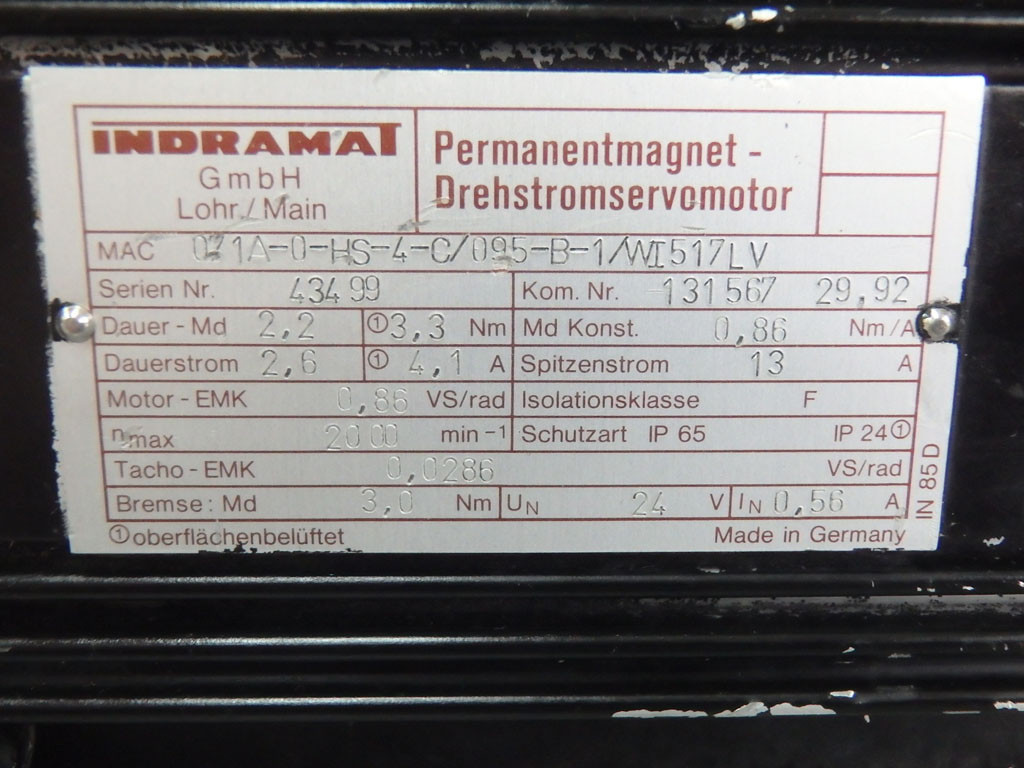 INDRAMAT
GmbH
Lohr/Main
Permanentmagnet -
Drehstromservomotor
MAC 071A-0-HS-4-C/095-B-1/WI517LV
Serien Nr. 43499 Kom. Nr. 131567 29,92
Dauer - Md 2,2 ① 3,3 Nm Md Konst. 0,86 Nm/A
Dauerstrom 2,6 ① 4,1 A Spitzenstrom 13 A
Motor - EMK 0,86 VS/rad Isolationsklasse F
nmax 2000 min -1 Schutzart IP 65 IP 24①
Tacho - EMK 0,0286 VS/rad
Bremse: Md 3,0 Nm UN 24 V IN 0,56 A
①oberflächenbelüftet Made in Germany
IN 85D